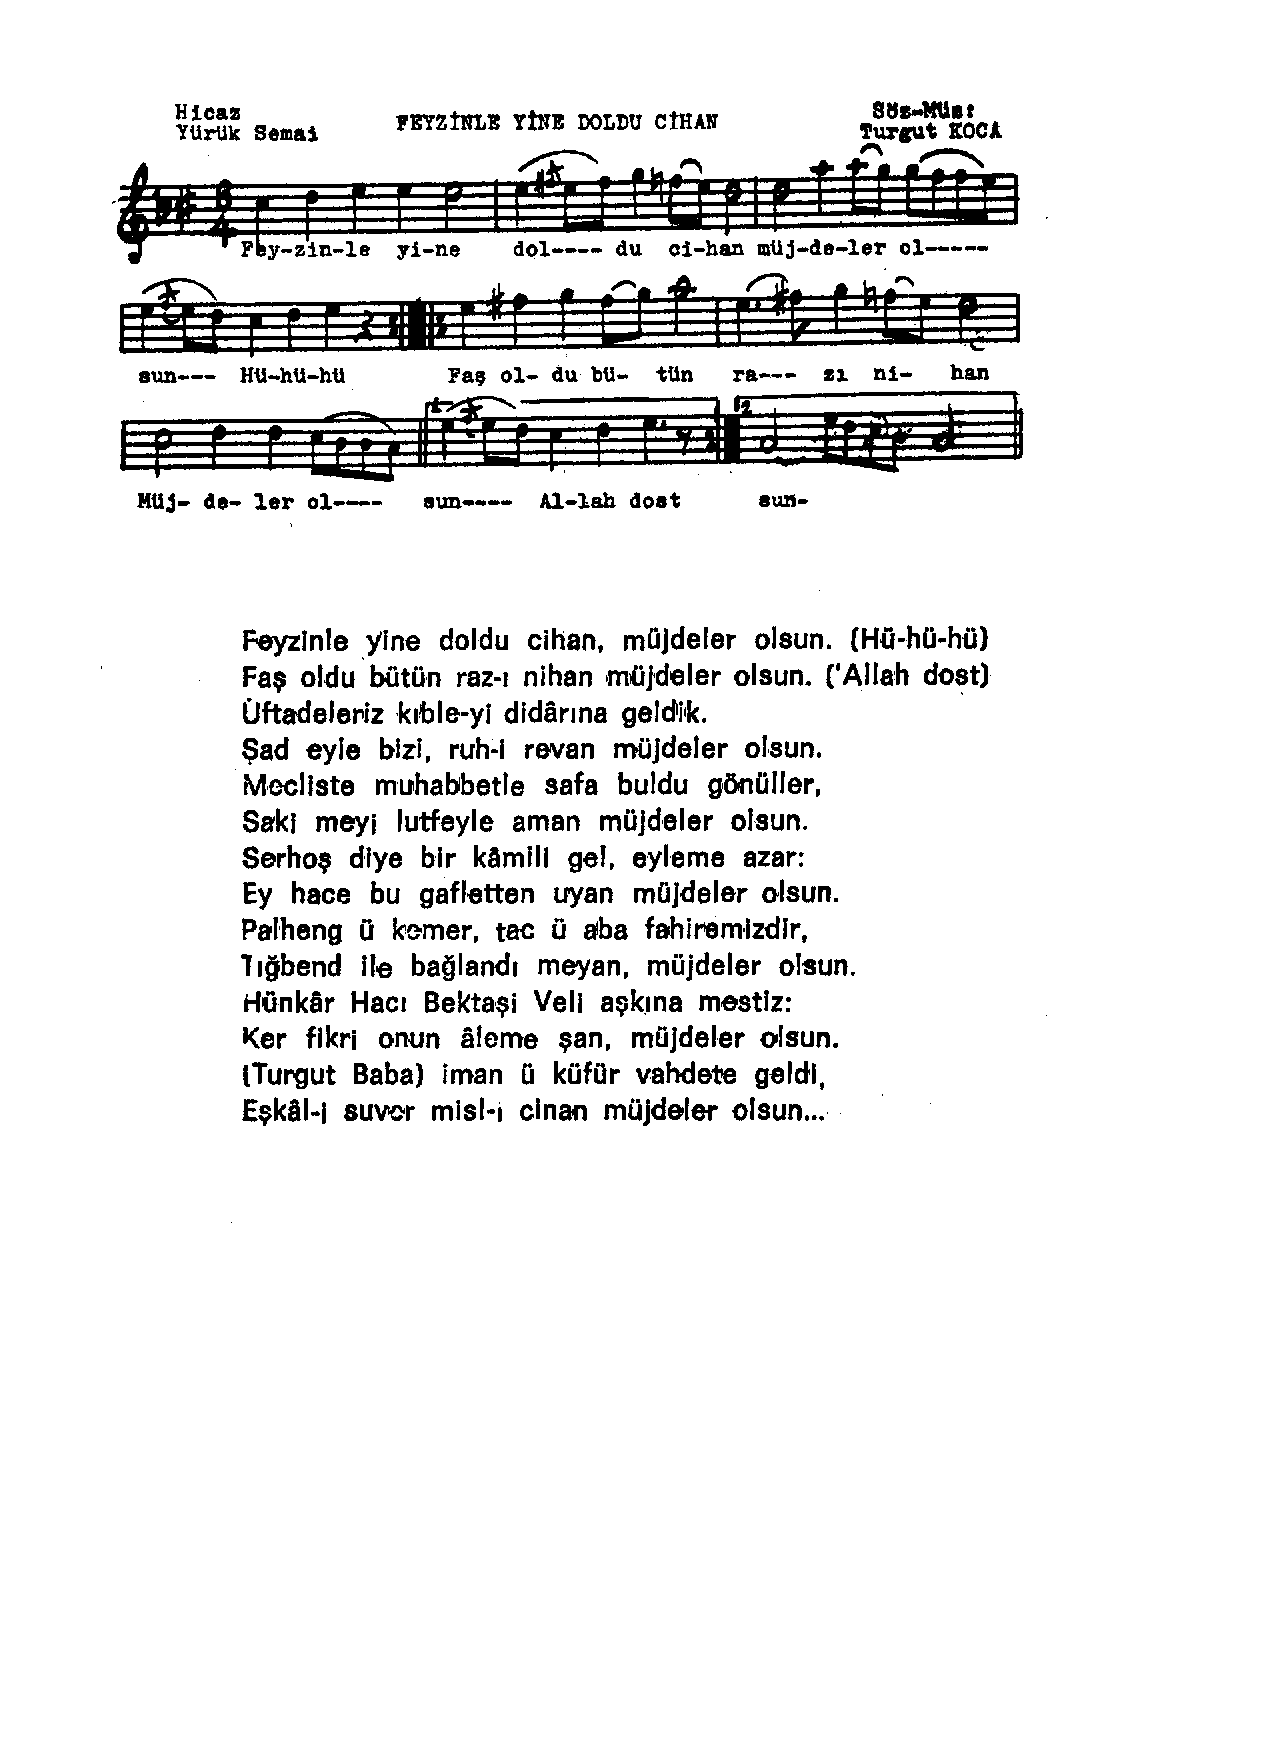 Hicaz
Yürük Semai
FEYZİNLE YİNE DOLDU CİHAN
Söz-Müs:
Turgut KOCA
6
4
Fey-zin-le yi-ne dol---- du ci-han müj-de-ler ol-----
sun--- Hü-hü-hü Faş ol- du bü- tün ra--- zı ni- han
1- 2
Müj- de- ler ol---- sun---- Al-lah dost sun-
Feyzinle yine doldu cihan, müjdeler olsun. (Hü-hü-hü)
Faş oldu bütün raz-ı nihan müjdeler olsun. ('Allah dost)
Üftadeleriz kıble-yi didârına geldik.
Şad eyle bizi, ruh-i revan müjdeler olsun.
Mecliste muhabbetle safa buldu gönüller,
Saki meyi lutfeyle aman müjdeler olsun.
Serhoş diye bir kâmili gel, eyleme azar:
Ey hace bu gafletten uyan müjdeler olsun.
Palheng ü kemer, tac ü aba fahiremizdir,
Tığbend ile bağlandı meyan, müjdeler olsun.
Hünkâr Hacı Bektaşi Veli aşkına mestiz:
Ker fikri onun âleme şan, müjdeler olsun.
(Turgut Baba) iman ü küfür vahdete geldi,
Eşkâl-i suver misl-i cinan müjdeler olsun...